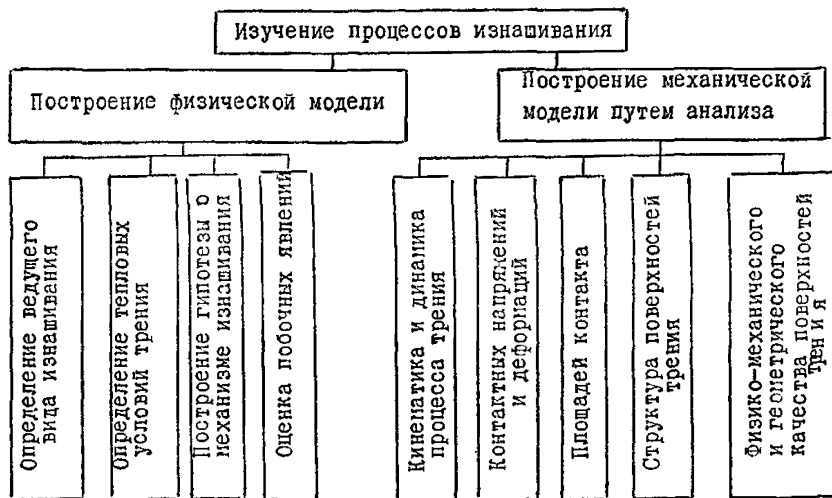 Изучение процессов изнашивания
Построение физической модели
Построение механической
модели путем анализа
Определение ведущего
вида изнашивания
Определение тепловых
условий трения
Построение гипотезы о
механизме изнашивания
Оценка побочных явлений
Кинематика и динамика
процесса трения
Контактных напряжений
и деформаций
Площадей контакта
Структура поверхностей
трения
Физико-механического
и геометрического
качества поверхностей
трен и я